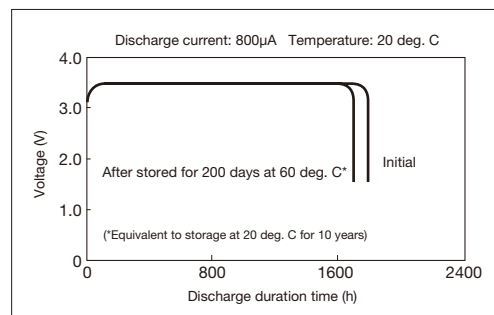 Discharge current: 800µA Temperature: 20 deg. C
4.0
3.0
2.0
1.0
0
Voltage (V)
Initial
After stored for 200 days at 60 deg. C*
(*Equivalent to storage at 20 deg. C for 10 years)
0
800
1600
2400
Discharge duration time (h)